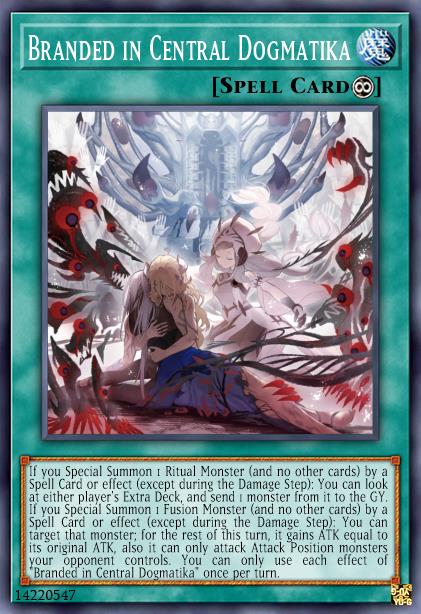 Branded in Central Dogmatika
魔
[Spell Card]
If you Special Summon 1 Ritual Monster (and no other cards) by a
Spell Card or effect (except during the Damage Step): You can look
at either player's Extra Deck, and send 1 monster from it to the GY.
If you Special Summon 1 Fusion Monster (and no other cards) by a
Spell Card or effect (except during the Damage Step): You can
target that monster; for the rest of this turn, it gains ATK equal to
its original ATK, also it can only attack Attack Position monsters
your opponent controls. You can only use each effect of
"Branded in Central Dogmatika" once per turn.
14220547